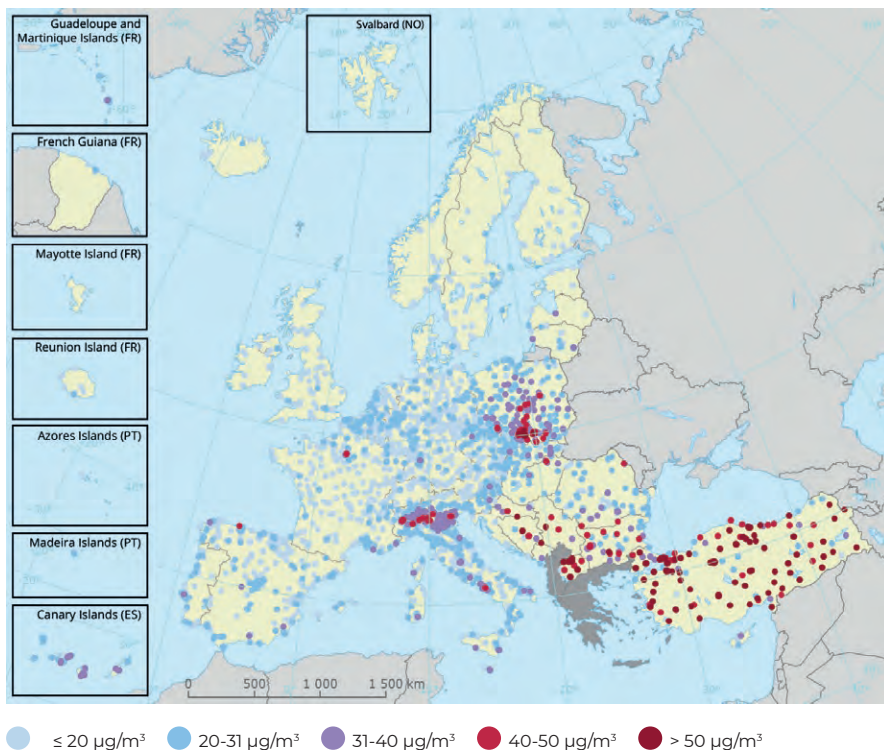 Guadeloupe and
Martinique Islands (FR)
Svalbard (NO)
French Guiana (FR)
Mayotte Island (FR)
Reunion Island (FR)
Azores Islands (PT)
Madeira Islands (PT)
Canary Islands (ES)
0 500 1 000 1 500 km
≤ 20 µg/m³ 20-31 µg/m³ 31-40 µg/m³ 40-50 µg/m³ > 50 µg/m³